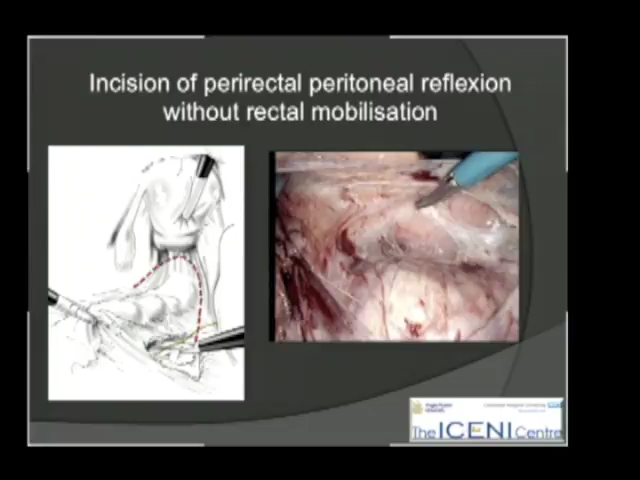 Incision of perirectal peritoneal reflexion
without rectal mobilisation
The ICENI Centre